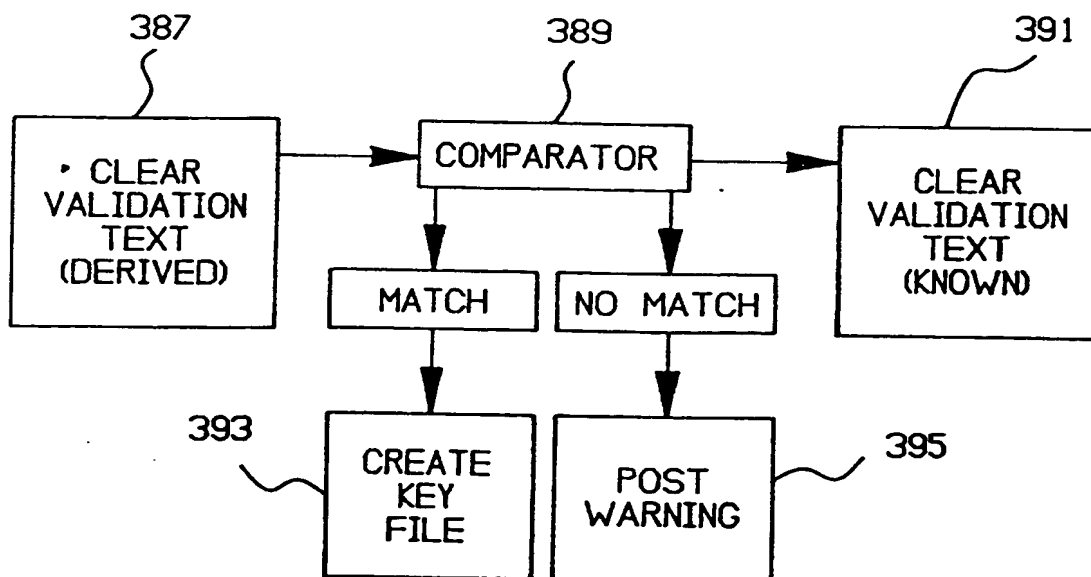 387
389
391
CLEAR
VALIDATION
TEXT
(DERIVED)
COMPARATOR
CLEAR
VALIDATION
TEXT
(KNOWN)
MATCH
NO MATCH
393
CREATE
KEY
FILE
POST
WARNING
395